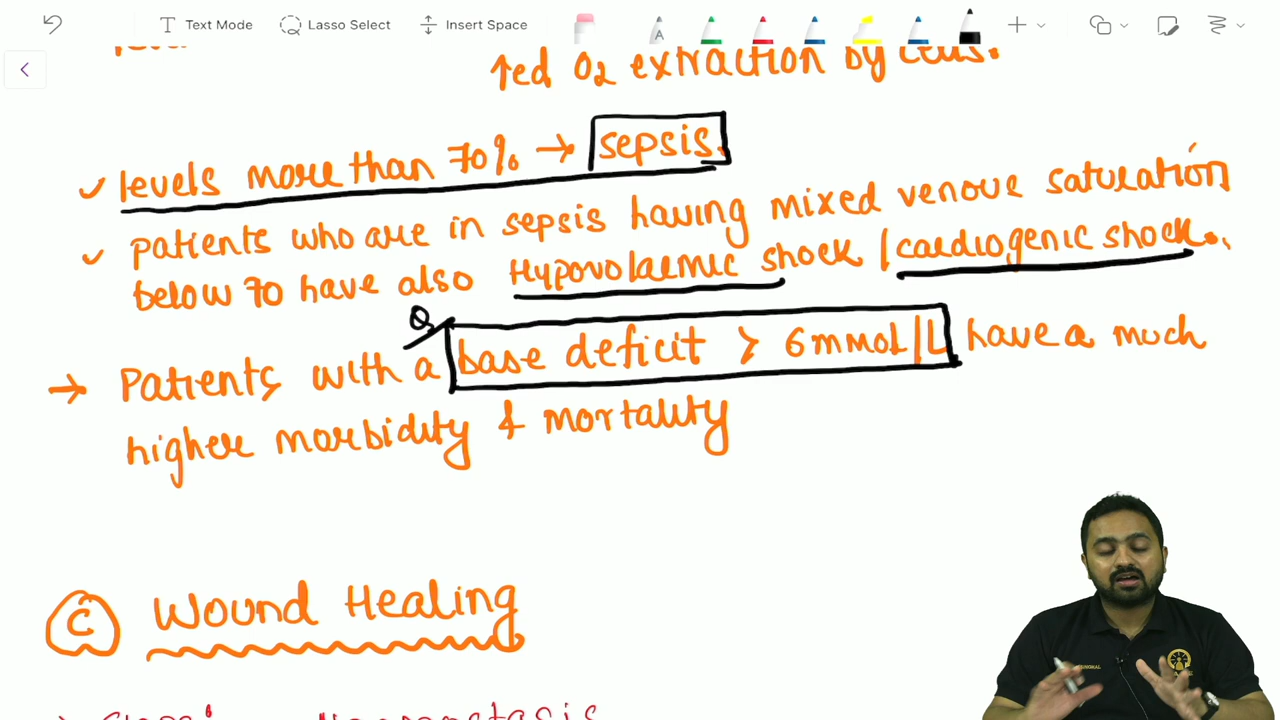 Text Mode Lasso Select Insert Space
↑ed O2 extraction by cells.
✓ levels more than 70% → sepsis.
✓ patients who are in sepsis having mixed venous saturation
below 70 have also Hypovolaemic shock / cardiogenic shock.
Q
→ Patients with a base deficit > 6mmol/L have a much
higher morbidity & mortality
C Wound Healing